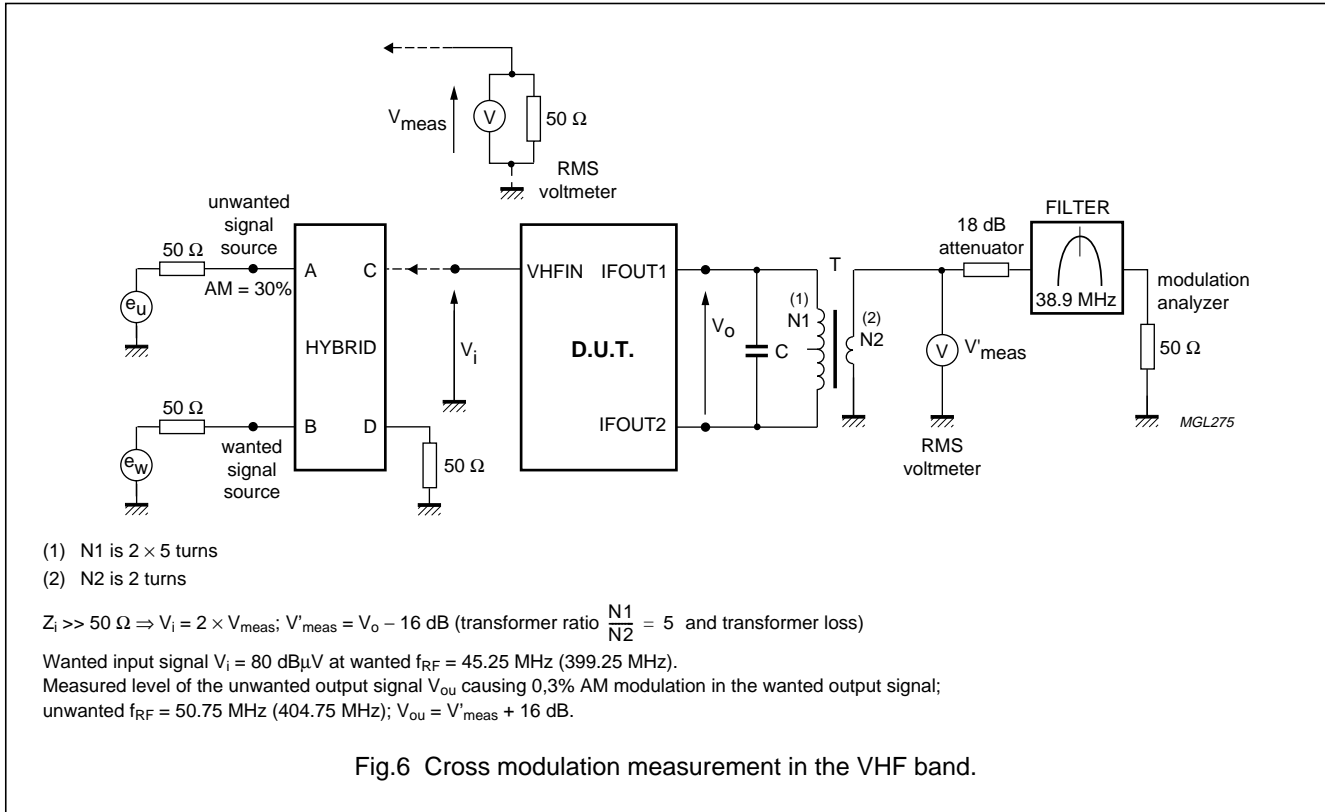 V meas
V
50 Ω
RMS
voltmeter
unwanted
signal
source
50 Ω
AM = 30%
eu
50 Ω
wanted
signal
source
ew
A
C
HYBRID
B
D
50 Ω
Vi
VHFIN
IFOUT1
D.U.T.
IFOUT2
Vo
C
T
(1)
N1
(2)
N2
V
V'meas
RMS
voltmeter
18 dB
attenuator
FILTER
38.9 MHz
modulation
analyzer
50 Ω
MGL275
(1) N1 is 2 × 5 turns
(2) N2 is 2 turns
Zi >> 50 Ω ⇒ Vi = 2 × Vmeas; V'meas = Vo − 16 dB (transformer ratio N1/N2 = 5 and transformer loss)
Wanted input signal Vi = 80 dBμV at wanted fRF = 45.25 MHz (399.25 MHz).
Measured level of the unwanted output signal Vou causing 0,3% AM modulation in the wanted output signal;
unwanted fRF = 50.75 MHz (404.75 MHz); Vou = V'meas + 16 dB.
Fig.6 Cross modulation measurement in the VHF band.